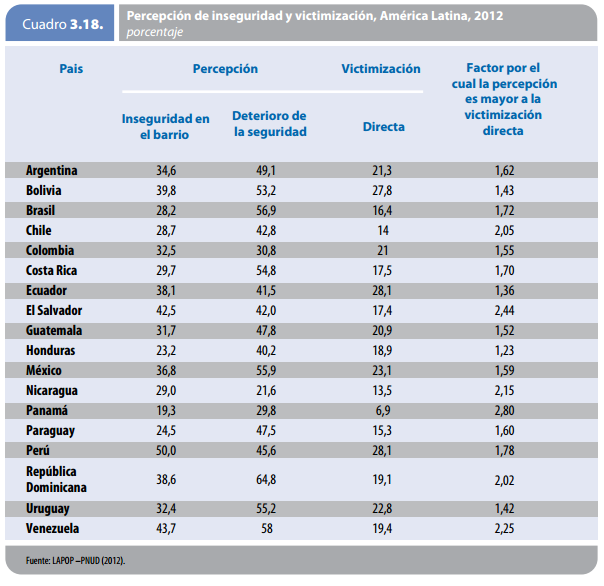 Cuadro 3.18.
Percepción de inseguridad y victimización, América Latina, 2012
porcentaje
País Percepción Victimización Factor por el
cual la percepción
es mayor a la
victimización
directa
Inseguridad en
el barrio
Deterioro de
la seguridad
Directa
Argentina 34,6 49,1 21,3 1,62
Bolivia 39,8 53,2 27,8 1,43
Brasil 28,2 56,9 16,4 1,72
Chile 28,7 42,8 14 2,05
Colombia 32,5 30,8 21 1,55
Costa Rica 29,7 54,8 17,5 1,70
Ecuador 38,1 41,5 28,1 1,36
El Salvador 42,5 42,0 17,4 2,44
Guatemala 31,7 47,8 20,9 1,52
Honduras 23,2 40,2 18,9 1,23
México 36,8 55,9 23,1 1,59
Nicaragua 29,0 21,6 13,5 2,15
Panamá 19,3 29,8 6,9 2,80
Paraguay 24,5 47,5 15,3 1,60
Perú 50,0 45,6 28,1 1,78
República
Dominicana 38,6 64,8 19,1 2,02
Uruguay 32,4 55,2 22,8 1,42
Venezuela 43,7 58 19,4 2,25
Fuente: LAPOP –PNUD (2012).